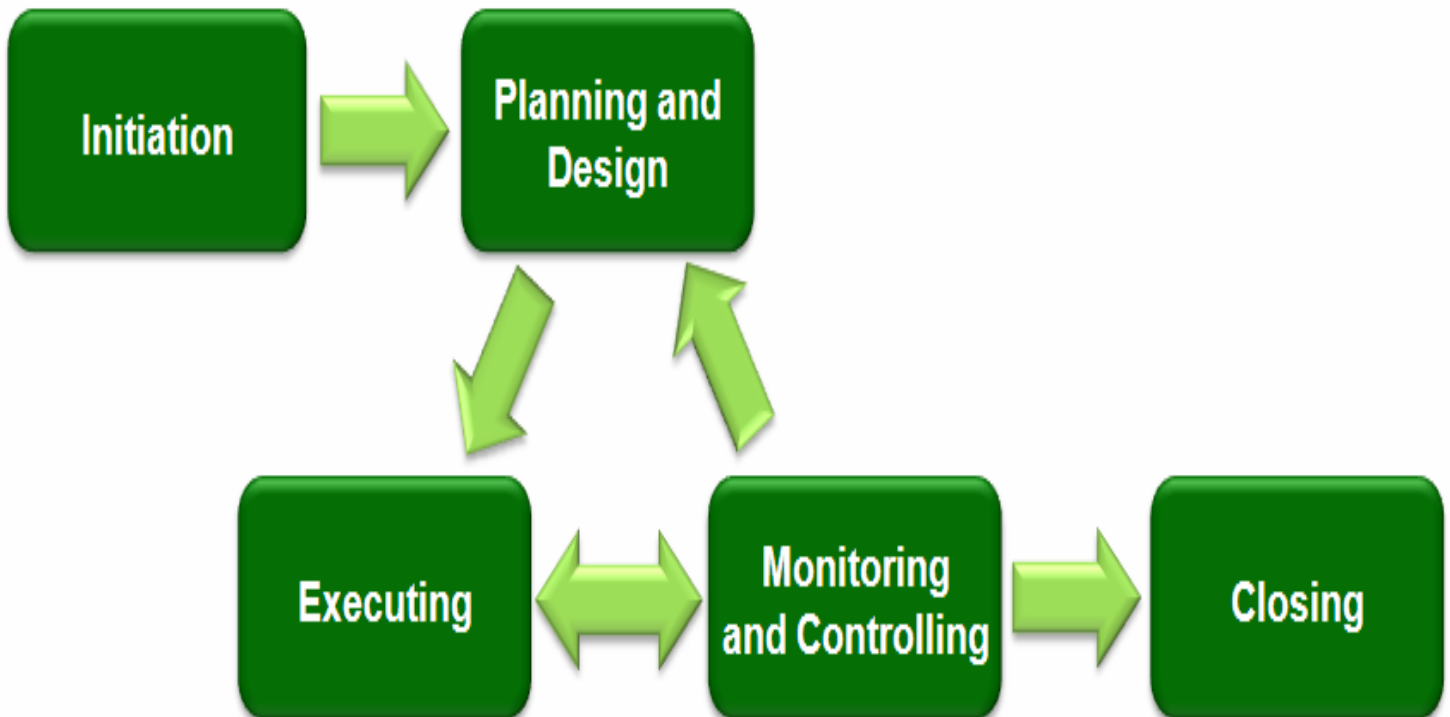 Initiation
Planning and
Design
Executing
Monitoring
and Controlling
Closing